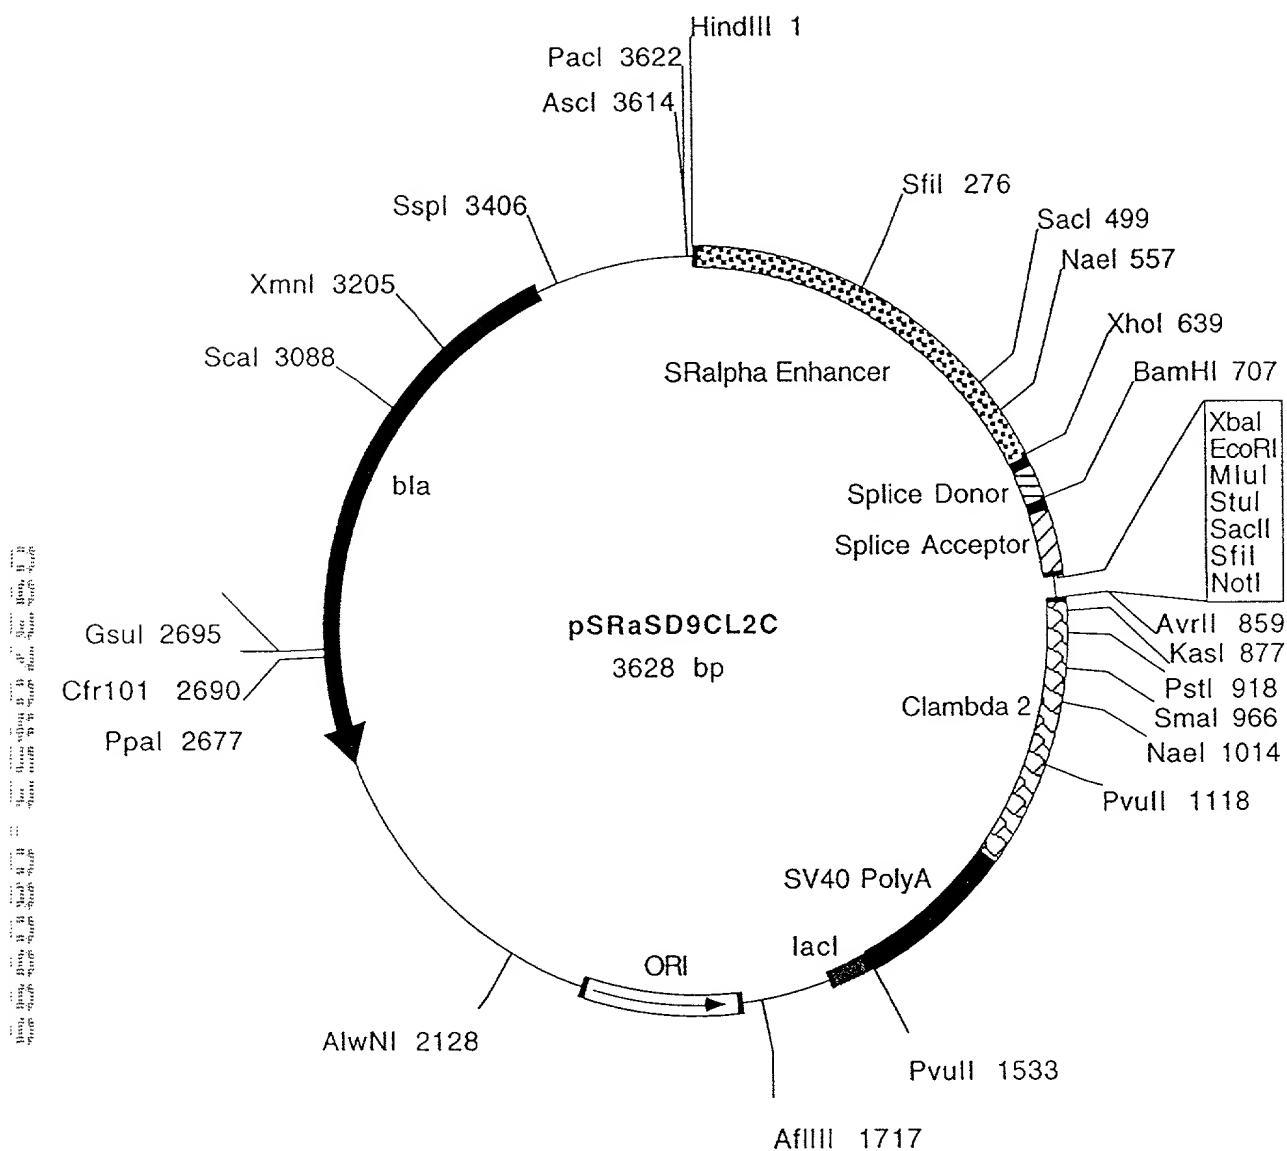 HindIII 1
PacI 3622
AscI 3614
SfiI 276
SspI 3406
SacI 499
NaeI 557
XmnI 3205
XhoI 639
ScaI 3088
SRalpha Enhancer
BamHI 707
XbaI
EcoRI
MluI
StuI
SacII
SfiI
NotI
bla
Splice Donor
Splice Acceptor
pSRaSD9CL2C
3628 bp
AvrII 859
KasI 877
PstI 918
SmaI 966
NaeI 1014
GsuI 2695
Cfr101 2690
PpaI 2677
Clambda 2
PvuII 1118
SV40 PolyA
lacI
ORI
AlwNI 2128
PvuII 1533
AflIII 1717